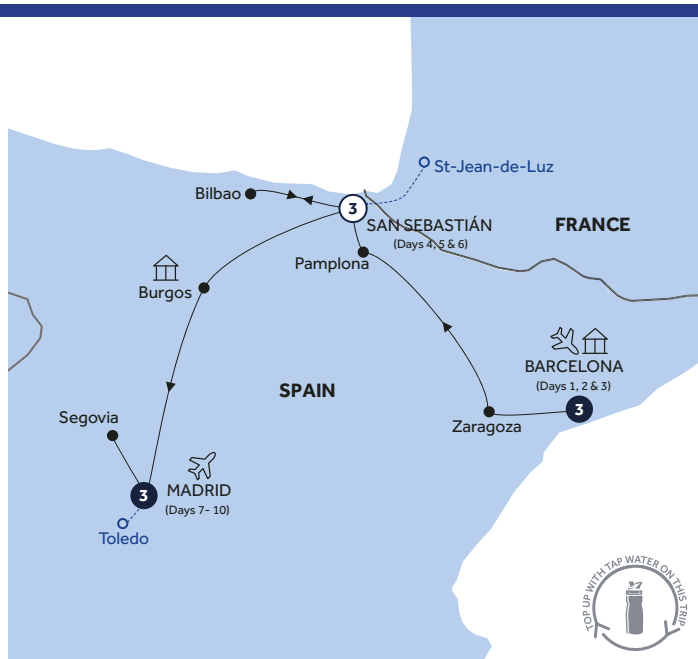 St-Jean-de-Luz
Bilbao
3
SAN SEBASTIÁN
(Days 4, 5 & 6)
FRANCE
Pamplona
Burgos
BARCELONA
(Days 1, 2 & 3)
3
SPAIN
Segovia
Zaragoza
3
MADRID
(Days 7- 10)
Toledo
TOP UP WITH TAP WATER ON THIS TRIP